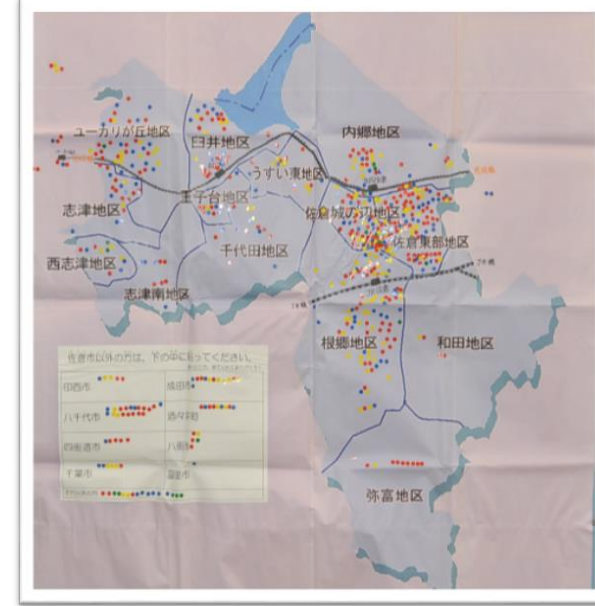 ユーカリが丘地区
臼井地区
内郷地区
うすい東地区
王子台地区
志津地区
佐倉城の辺地区
佐倉東部地区
千代田地区
西志津地区
志津南地区
根郷地区
和田地区
佐倉市以外の方は、下の中に貼ってください。
印西市
成田市
八千代市
酒々井町
四街道市
八街市
千葉市
富里市
弥富地区